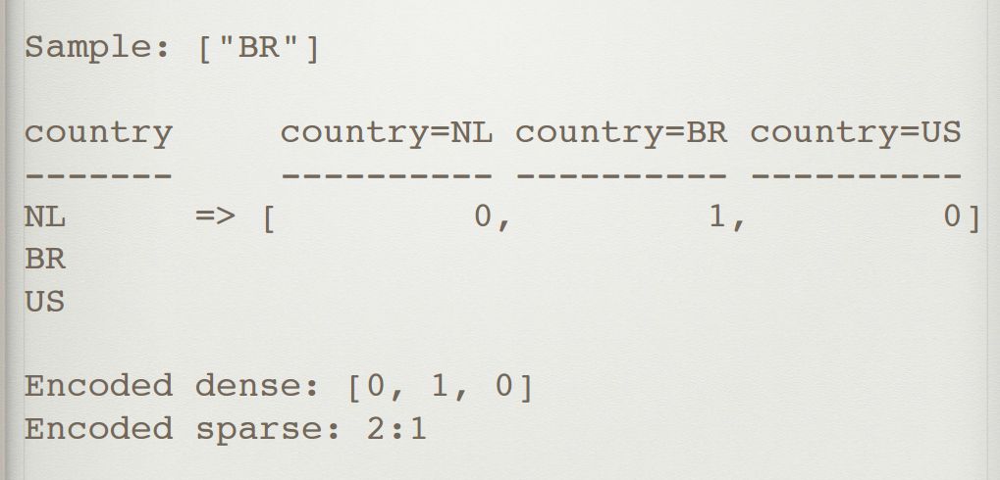 Sample: ["BR"]
country     country=NL country=BR country=US
-------     ---------- ---------- ----------
NL      => [         0,         1,         0]
BR
US
Encoded dense: [0, 1, 0]
Encoded sparse: 2:1